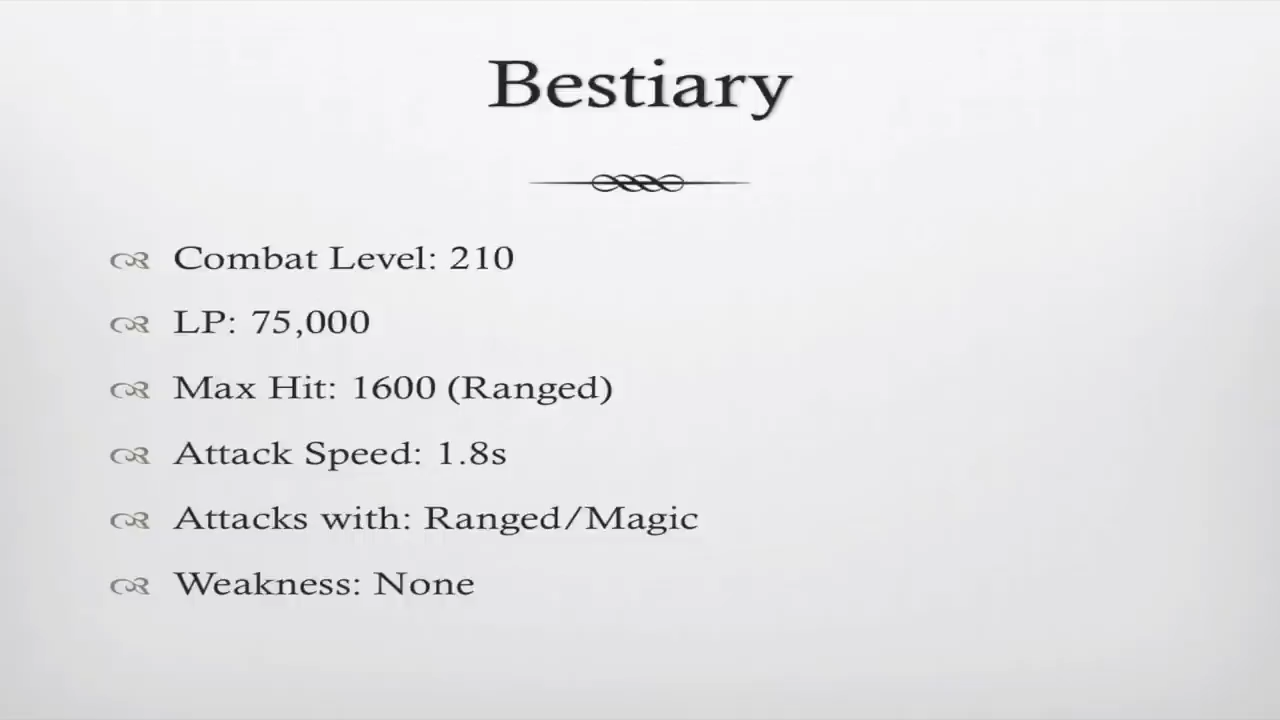 Bestiary
Combat Level: 210
LP: 75,000
Max Hit: 1600 (Ranged)
Attack Speed: 1.8s
Attacks with: Ranged/Magic
Weakness: None